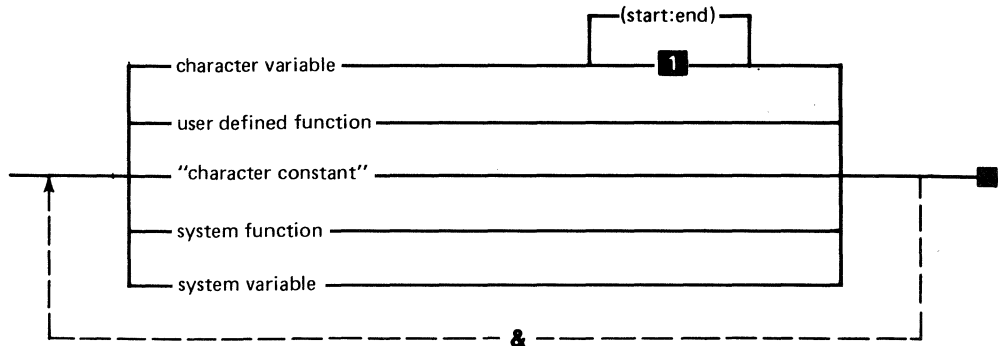 (start:end)
character variable
1
user defined function
"character constant"
system function
system variable
&